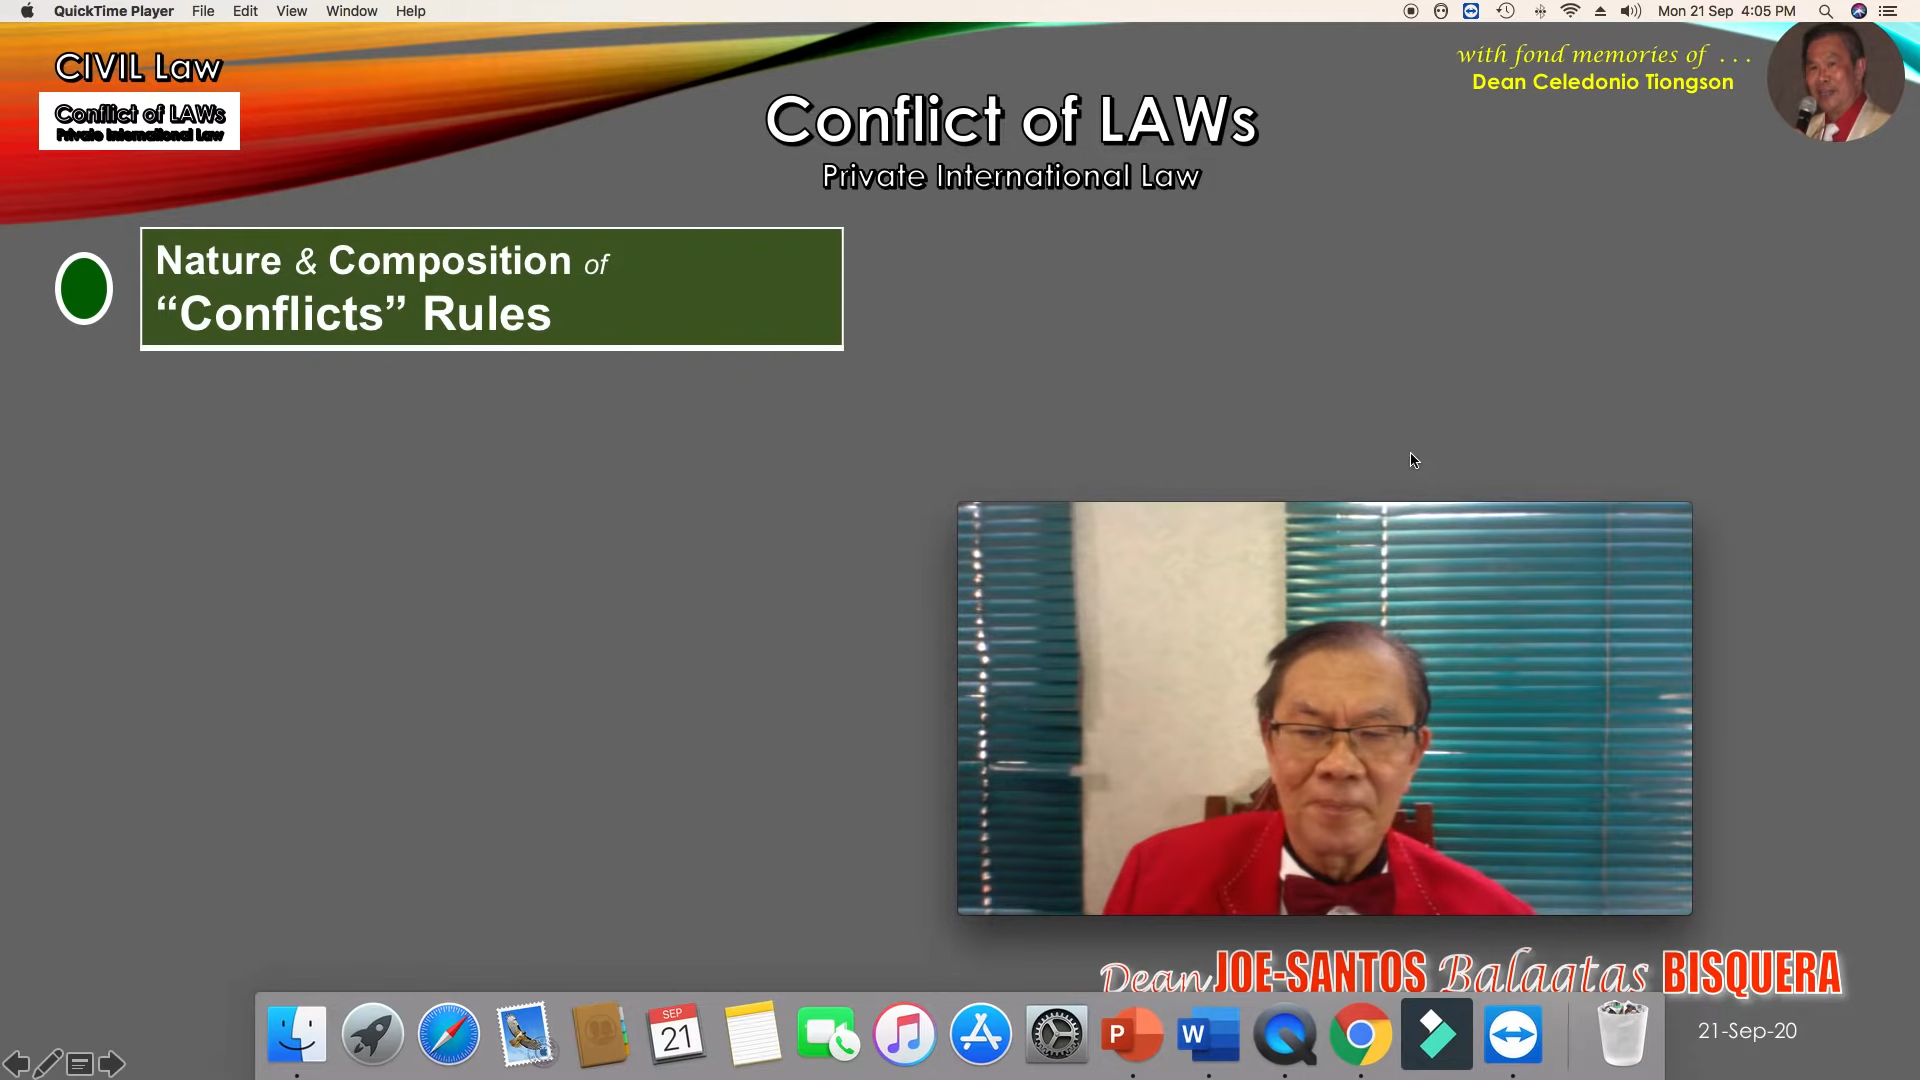 QuickTime Player File Edit View Window Help Mon 21 Sep 4:05 PM
CIVIL Law
Conflict of LAWs
Private International Law
with fond memories of . . .
Dean Celedonio Tiongson
Conflict of LAWs
Private International Law
Nature & Composition of
“Conflicts” Rules
Dean JOE-SANTOS Balagtas BISQUERA
SEP
21
P
W
21-Sep-20